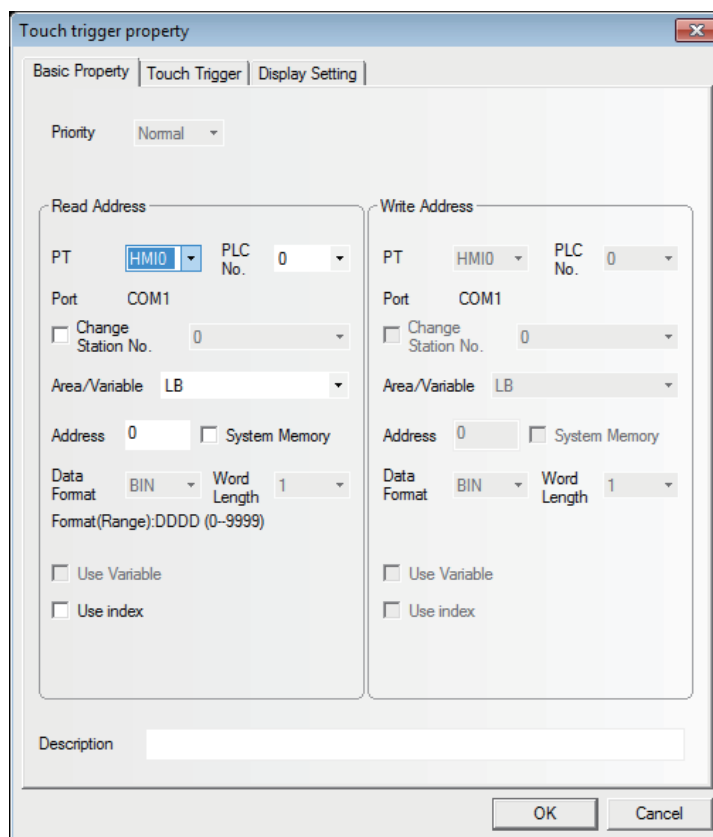 Touch trigger property
Basic Property Touch Trigger Display Setting
Priority Normal
Read Address
PT HMI0 PLC No. 0
Port COM1
Change Station No. 0
Area/Variable LB
Address 0 System Memory
Data Format BIN Word Length 1
Format(Range):DDDD (0--9999)
Use Variable
Use index
Write Address
PT HMI0 PLC No. 0
Port COM1
Change Station No. 0
Area/Variable LB
Address 0 System Memory
Data Format BIN Word Length 1
Use Variable
Use index
Description
OK Cancel